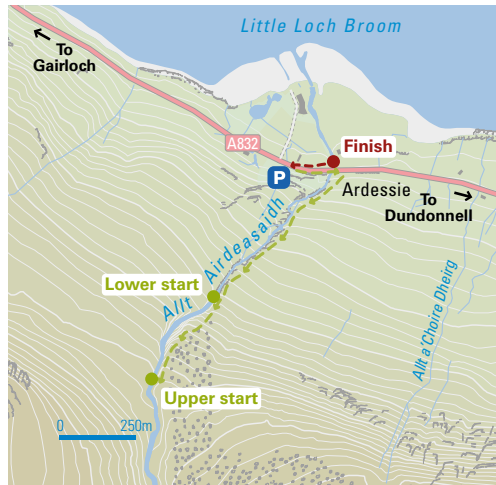 Little Loch Broom
To
Gairloch
A832
Finish
P
Ardessie
To
Dundonnell
Allt Airdeasaidh
Lower start
Allt a'Choire Dheirg
Upper start
0 250m